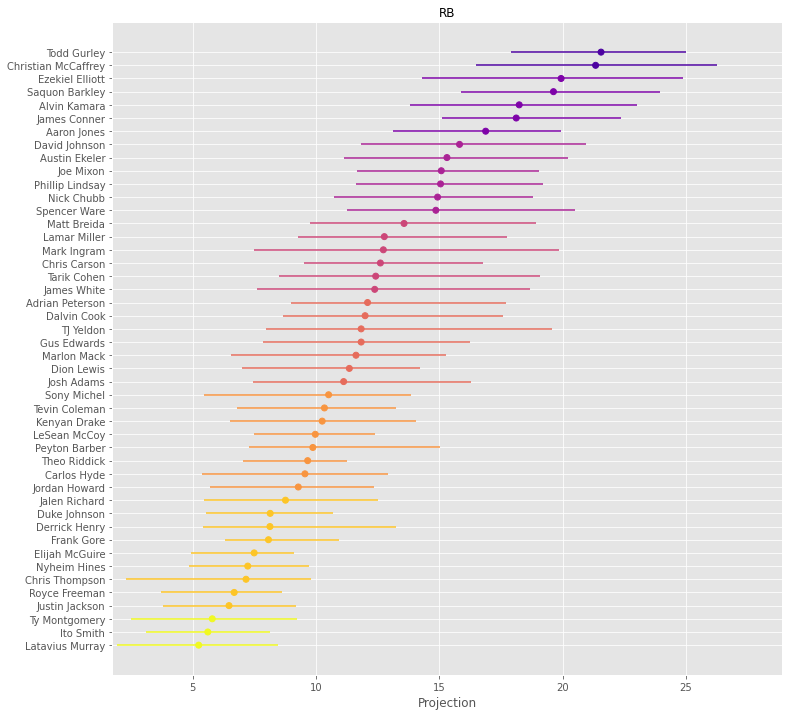 RB
Todd Gurley
Christian McCaffrey
Ezekiel Elliott
Saquon Barkley
Alvin Kamara
James Conner
Aaron Jones
David Johnson
Austin Ekeler
Joe Mixon
Phillip Lindsay
Nick Chubb
Spencer Ware
Matt Breida
Lamar Miller
Mark Ingram
Chris Carson
Tarik Cohen
James White
Adrian Peterson
Dalvin Cook
TJ Yeldon
Gus Edwards
Marlon Mack
Dion Lewis
Josh Adams
Sony Michel
Tevin Coleman
Kenyan Drake
LeSean McCoy
Peyton Barber
Theo Riddick
Carlos Hyde
Jordan Howard
Jalen Richard
Duke Johnson
Derrick Henry
Frank Gore
Elijah McGuire
Nyheim Hines
Chris Thompson
Royce Freeman
Justin Jackson
Ty Montgomery
Ito Smith
Latavius Murray
5 10 15 20 25
Projection